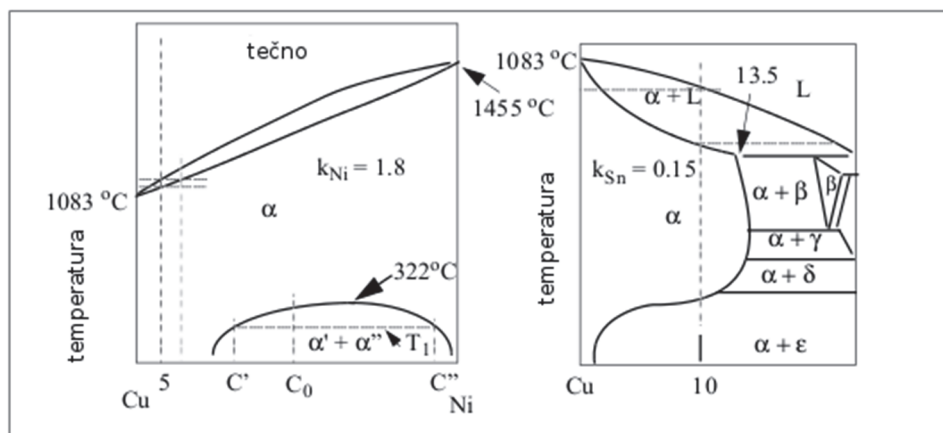 tečno
1455 °C
k_Ni = 1.8
1083 °C
α
temperatura
322°C
α' + α'' T₁
Cu 5 C' C₀ C'' Ni
1083 °C
13.5
α + L
L
k_Sn = 0.15
α
α + β
β
α + γ
α + δ
α + ε
temperatura
Cu 10